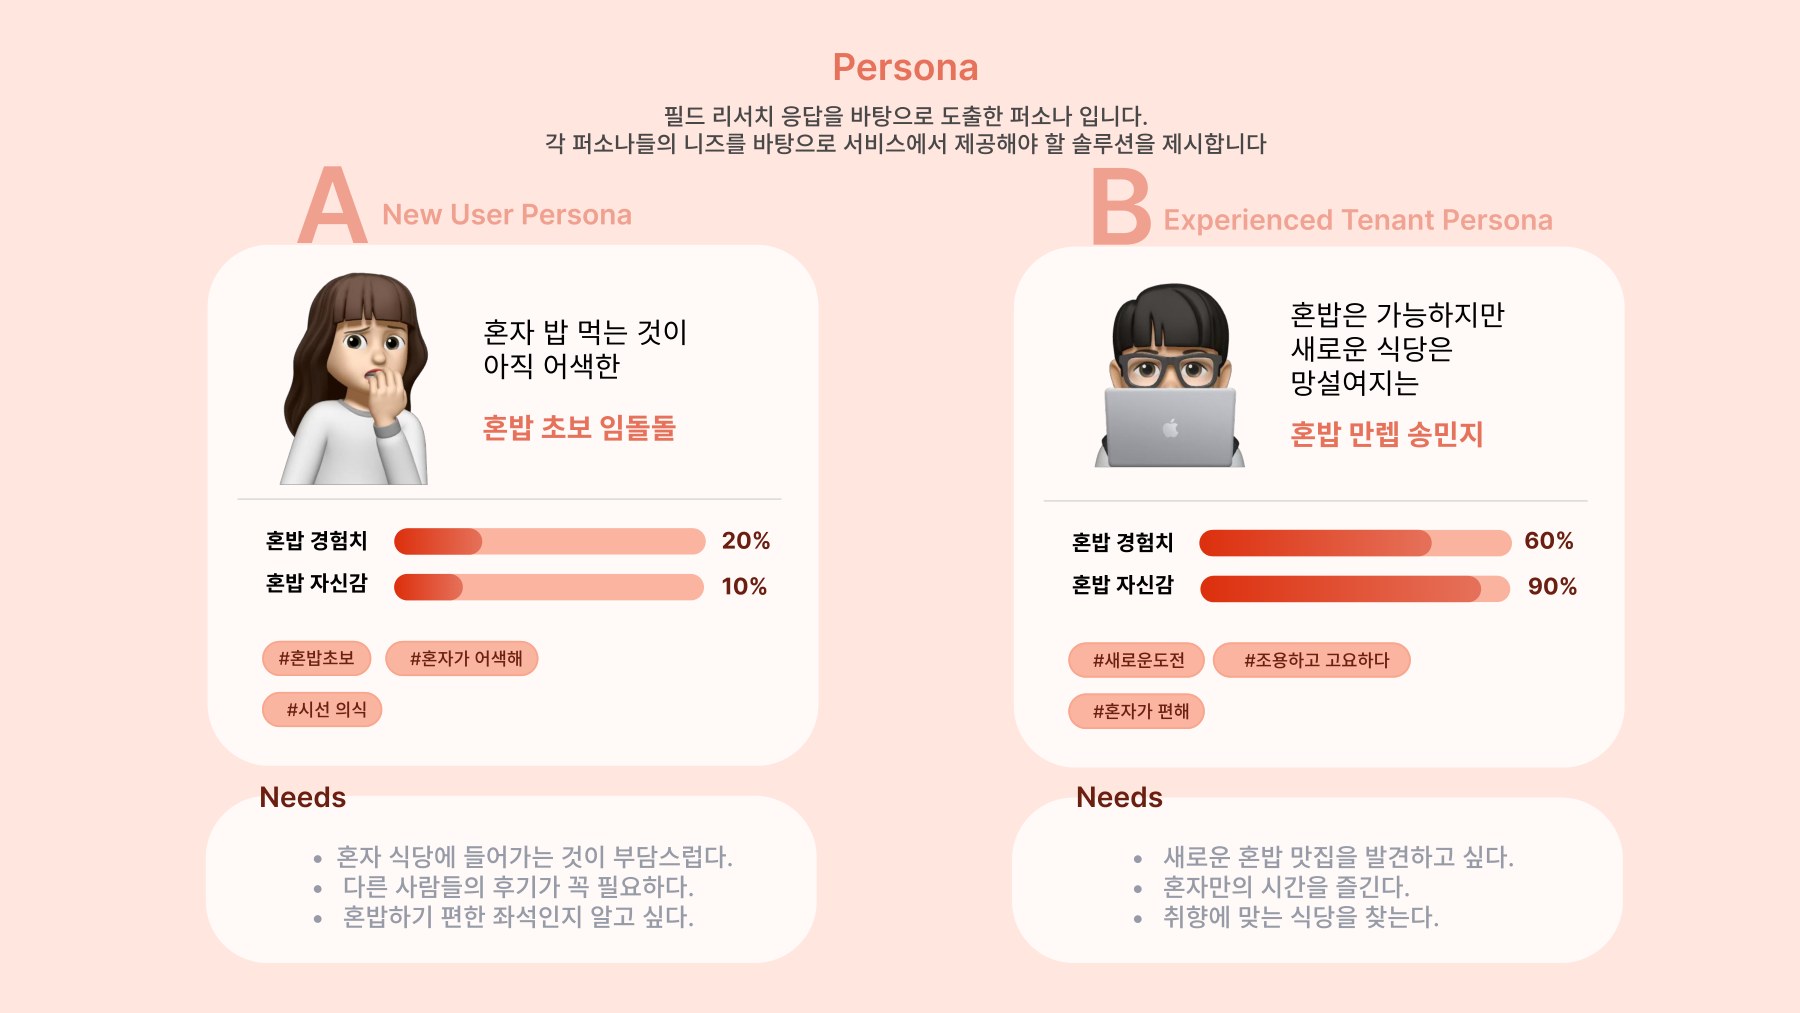 Persona
필드 리서치 응답을 바탕으로 도출한 퍼소나 입니다.
각 퍼소나들의 니즈를 바탕으로 서비스에서 제공해야 할 솔루션을 제시합니다
A New User Persona
혼자 밥 먹는 것이
아직 어색한
혼밥 초보 임돌돌
혼밥 경험치 20%
혼밥 자신감 10%
#혼밥초보 #혼자가 어색해
#시선 의식
Needs
• 혼자 식당에 들어가는 것이 부담스럽다.
• 다른 사람들의 후기가 꼭 필요하다.
• 혼밥하기 편한 좌석인지 알고 싶다.
B Experienced Tenant Persona
혼밥은 가능하지만
새로운 식당은
망설여지는
혼밥 만렙 송민지
혼밥 경험치 60%
혼밥 자신감 90%
#새로운도전 #조용하고 고요하다
#혼자가 편해
Needs
• 새로운 혼밥 맛집을 발견하고 싶다.
• 혼자만의 시간을 즐긴다.
• 취향에 맞는 식당을 찾는다.